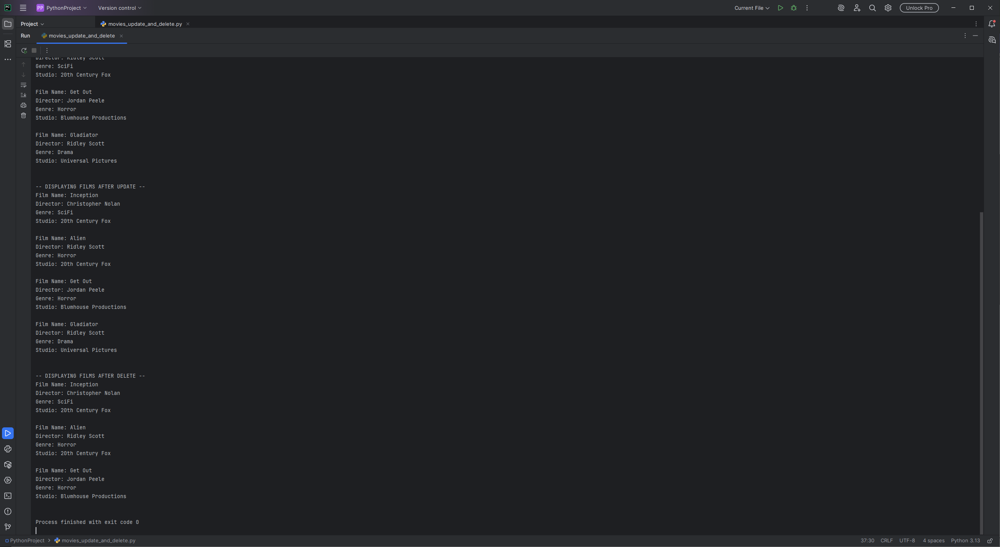 PC PP PythonProject Version control Current File Unlock Pro
Project movies_update_and_delete.py
Run movies_update_and_delete
Director: Ridley Scott
Genre: SciFi
Studio: 20th Century Fox
Film Name: Get Out
Director: Jordan Peele
Genre: Horror
Studio: Blumhouse Productions
Film Name: Gladiator
Director: Ridley Scott
Genre: Drama
Studio: Universal Pictures
-- DISPLAYING FILMS AFTER UPDATE --
Film Name: Inception
Director: Christopher Nolan
Genre: SciFi
Studio: 20th Century Fox
Film Name: Alien
Director: Ridley Scott
Genre: Horror
Studio: 20th Century Fox
Film Name: Get Out
Director: Jordan Peele
Genre: Horror
Studio: Blumhouse Productions
Film Name: Gladiator
Director: Ridley Scott
Genre: Drama
Studio: Universal Pictures
-- DISPLAYING FILMS AFTER DELETE --
Film Name: Inception
Director: Christopher Nolan
Genre: SciFi
Studio: 20th Century Fox
Film Name: Alien
Director: Ridley Scott
Genre: Horror
Studio: 20th Century Fox
Film Name: Get Out
Director: Jordan Peele
Genre: Horror
Studio: Blumhouse Productions
Process finished with exit code 0
PythonProject > movies_update_and_delete.py 37:30 CRLF UTF-8 4 spaces Python 3.13